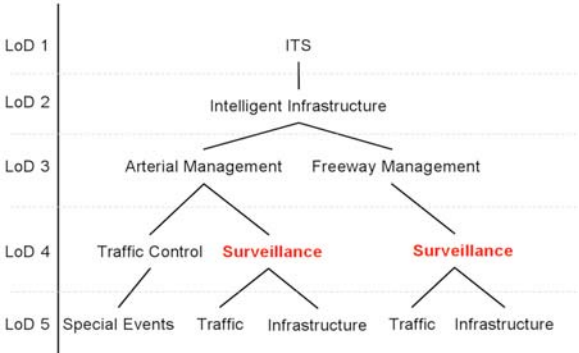 LoD 1 ITS
LoD 2 Intelligent Infrastructure
LoD 3 Arterial Management Freeway Management
LoD 4 Traffic Control Surveillance Surveillance
LoD 5 Special Events Traffic Infrastructure Traffic Infrastructure